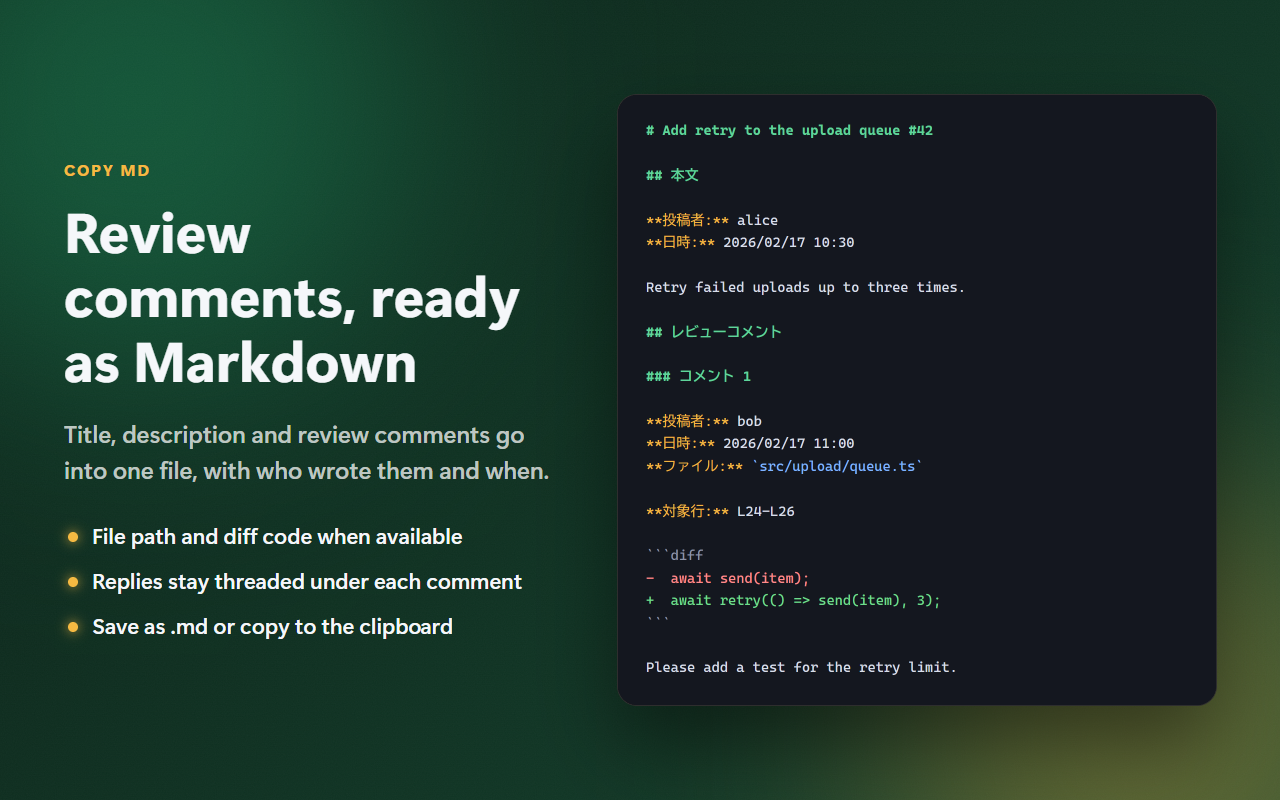 COPY MD
Review
comments, ready
as Markdown
Title, description and review comments go
into one file, with who wrote them and when.
File path and diff code when available
Replies stay threaded under each comment
Save as .md or copy to the clipboard
# Add retry to the upload queue #42
## 本文
**投稿者:** alice
**日時:** 2026/02/17 10:30
Retry failed uploads up to three times.
## レビューコメント
### コメント 1
**投稿者:** bob
**日時:** 2026/02/17 11:00
**ファイル:** `src/upload/queue.ts`
**対象行:** L24–L26
```diff
-  await send(item);
+  await retry(() => send(item), 3);
```
Please add a test for the retry limit.